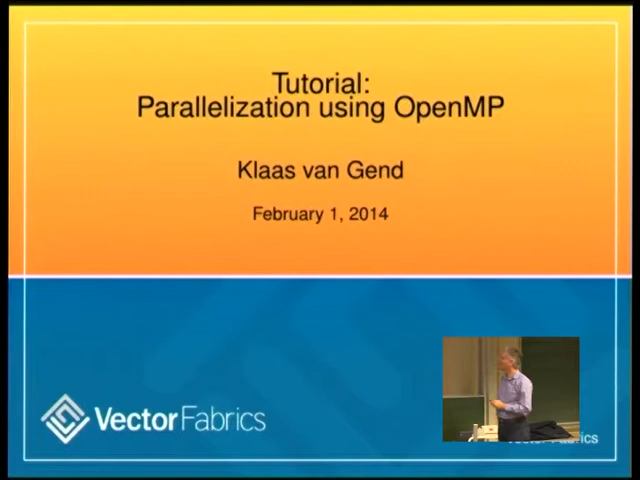 Tutorial:
Parallelization using OpenMP
Klaas van Gend
February 1, 2014
VectorFabrics